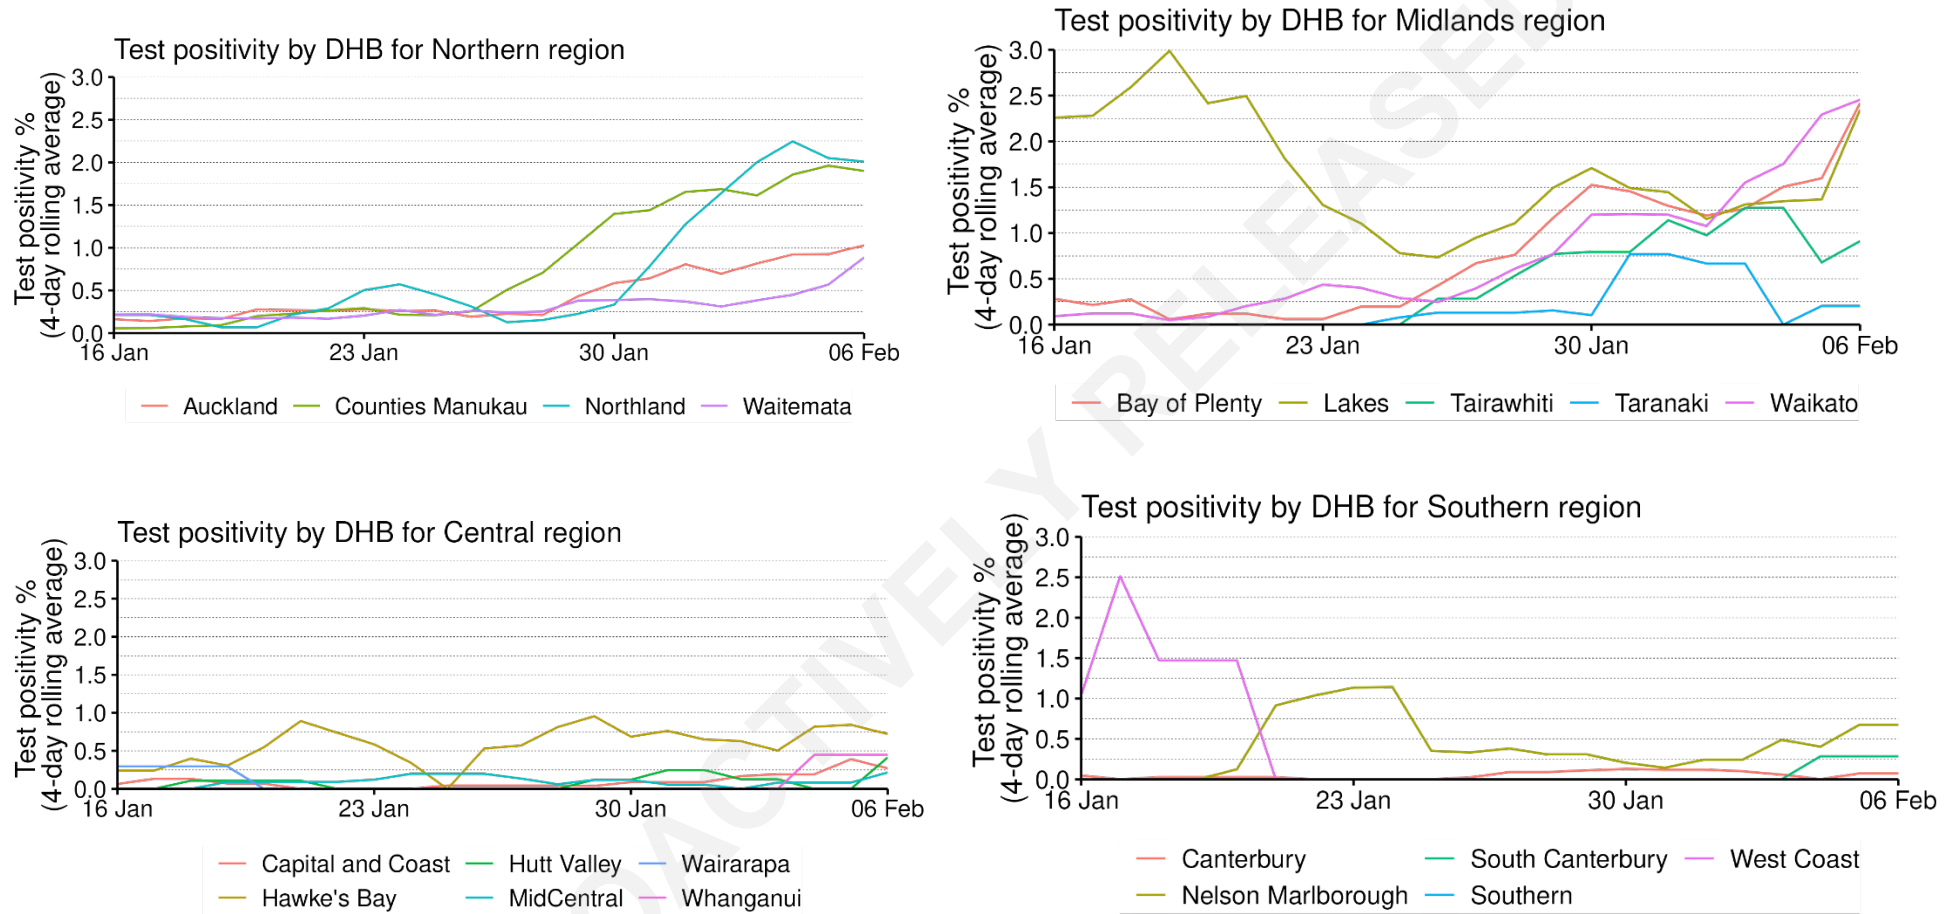 Test positivity by DHB for Northern region
Test positivity %
(4-day rolling average)
3.0
2.5
2.0
1.5
1.0
0.5
0.0
16 Jan 23 Jan 30 Jan 06 Feb
Auckland Counties Manukau Northland Waitemata
Test positivity by DHB for Midlands region
Test positivity %
(4-day rolling average)
3.0
2.5
2.0
1.5
1.0
0.5
0.0
16 Jan 23 Jan 30 Jan 06 Feb
Bay of Plenty Lakes Tairawhiti Taranaki Waikato
Test positivity by DHB for Central region
Test positivity %
(4-day rolling average)
3.0
2.5
2.0
1.5
1.0
0.5
0.0
16 Jan 23 Jan 30 Jan 06 Feb
Capital and Coast Hutt Valley Wairarapa
Hawke's Bay MidCentral Whanganui
Test positivity by DHB for Southern region
Test positivity %
(4-day rolling average)
3.0
2.5
2.0
1.5
1.0
0.5
0.0
16 Jan 23 Jan 30 Jan 06 Feb
Canterbury South Canterbury West Coast
Nelson Marlborough Southern
OACTIVELY RELEASED